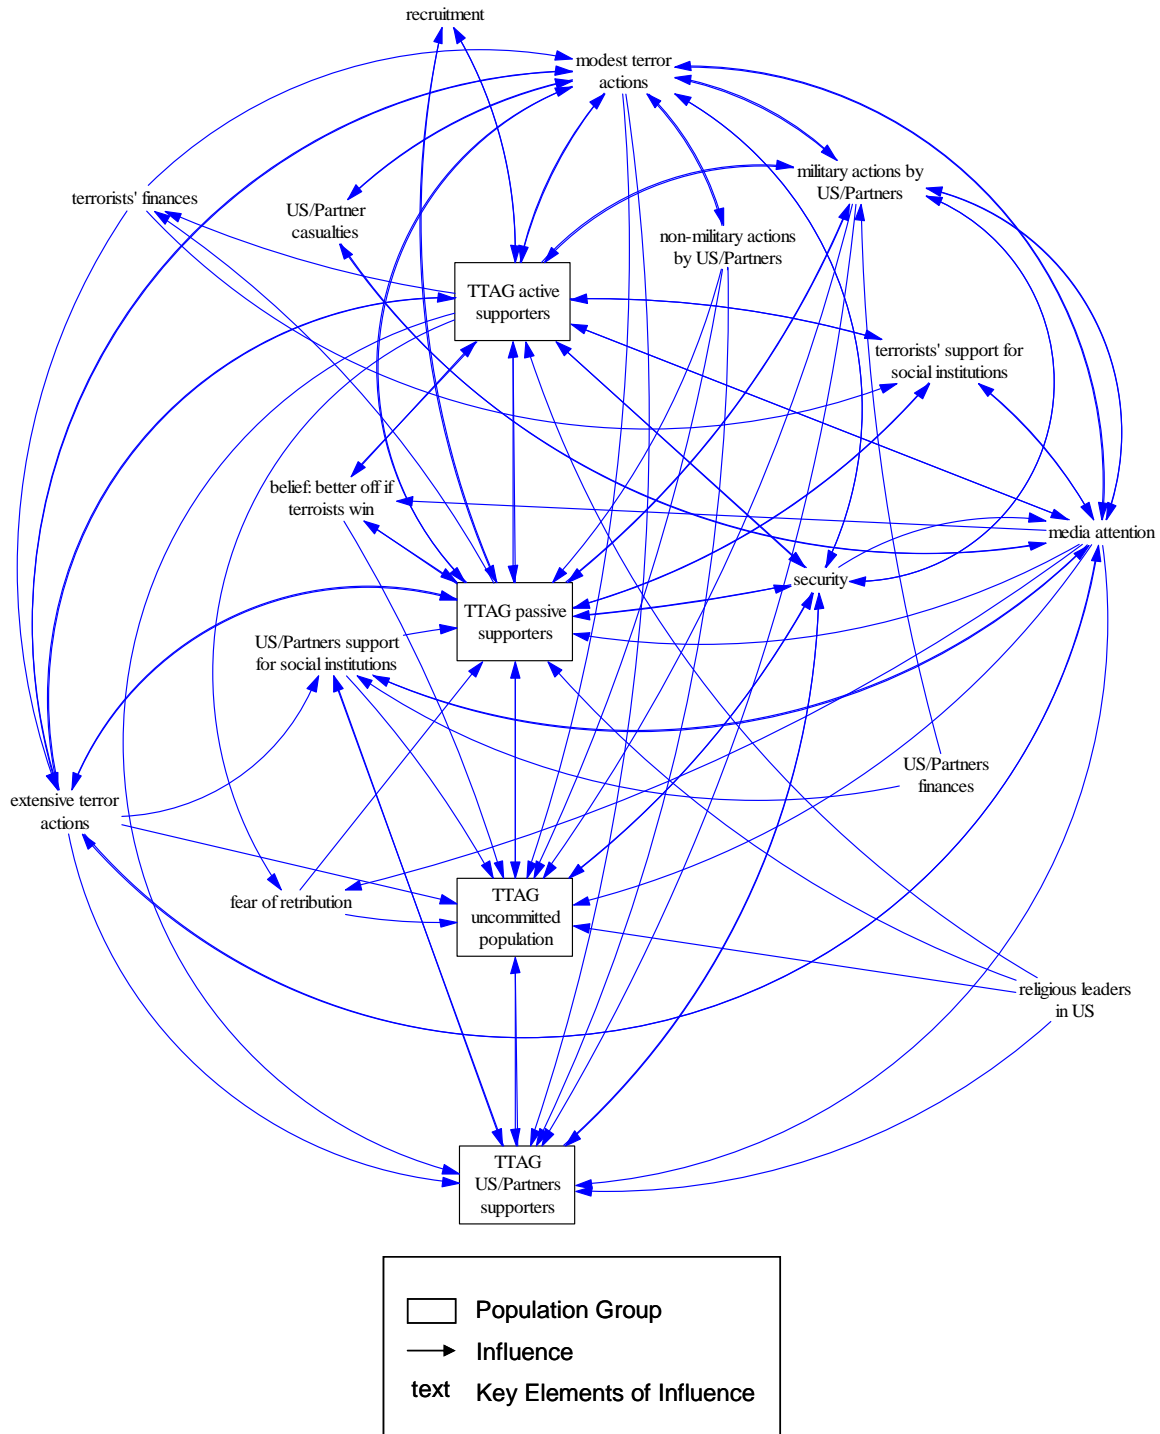 recruitment
modest terror
actions
military actions by
US/Partners
terrorists' finances
US/Partner
casualties
non-military actions
by US/Partners
TTAG active
supporters
terrorists' support for
social institutions
belief: better off if
terroists win
media attention
security
TTAG passive
supporters
US/Partners support
for social institutions
US/Partners
finances
extensive terror
actions
fear of retribution
TTAG
uncommitted
population
religious leaders
in US
TTAG
US/Partners
supporters
Population Group
Influence
text Key Elements of Influence